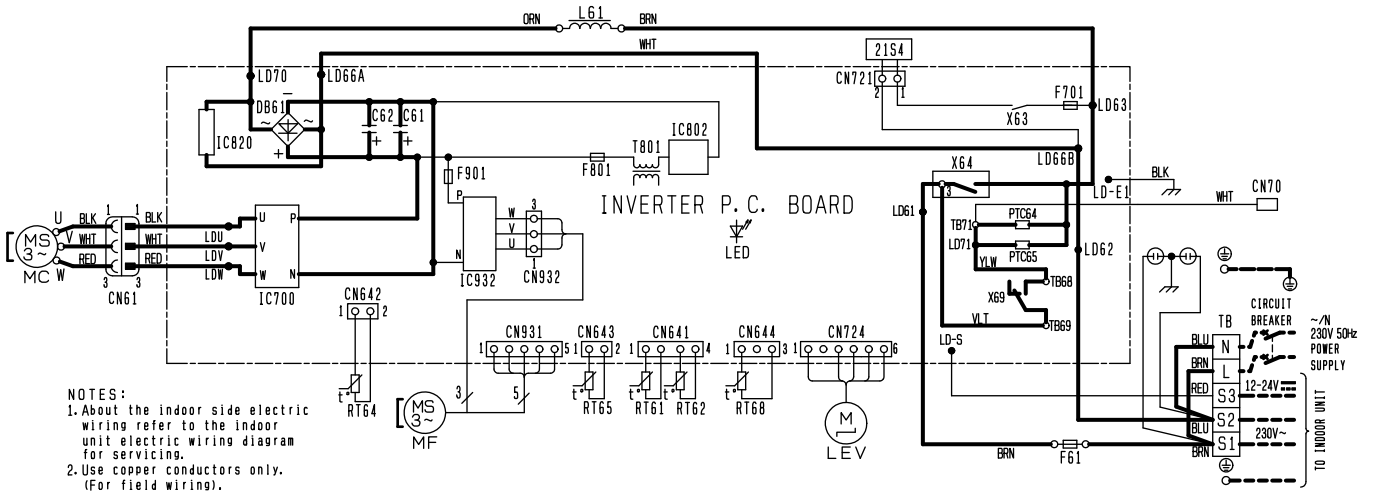 ORN L61 BRN
WHT
21S4
CN721
2 1
LD70 LD66A
DB61
~ ~
− +
IC820
C62 C61
+ +
F701
LD63
X63
IC802
T801
F801
F901
X64
3
LD66B
LD-E1
BLK
WHT
CN70
INVERTER P.C. BOARD
LED
LD61
TB71
PTC64
LD71
PTC65
LD62
YLW
TB68
X69
VLT
TB69
LD-S
U BLK 1 1 BLK
V WHT WHT LDU
W RED RED LDV
LDW
3 3
MS
3~
MC
CN61
U P
V
W N
IC700
P
N
IC932
W
V
U
3
1
CN932
CN642
1 2
t°
RT64
CN931
1 5
CN643
1 2
CN641
1 4
CN644
1 3
CN724
1 6
3
5
t°
RT65
t°
RT61
t°
RT62
t°
RT68
MS
3~
MF
M
LEV
BRN
F61
CIRCUIT
BREAKER
~/N
230V 50Hz
POWER
SUPPLY
TB
BLU N
BRN L
RED S3 12-24V
S2
BLU
S1 230V~
BRN
TO INDOOR UNIT
NOTES:
1. About the indoor side electric
wiring refer to the indoor
unit electric wiring diagram
for servicing.
2. Use copper conductors only.
(For field wiring).